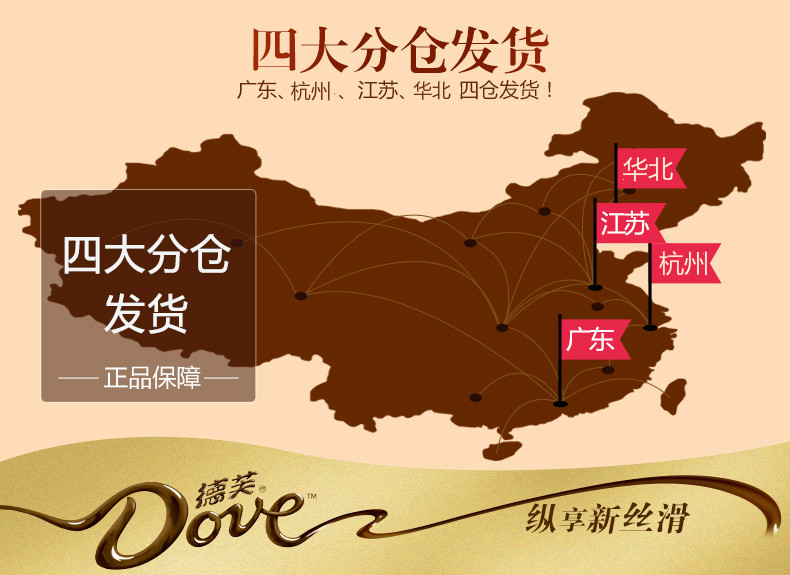 四大分仓发货
广东、杭州、江苏、华北 四仓发货！
华北
江苏
杭州
广东
四大分仓
发货
正品保障
德芙®
Dove™
纵享新丝滑